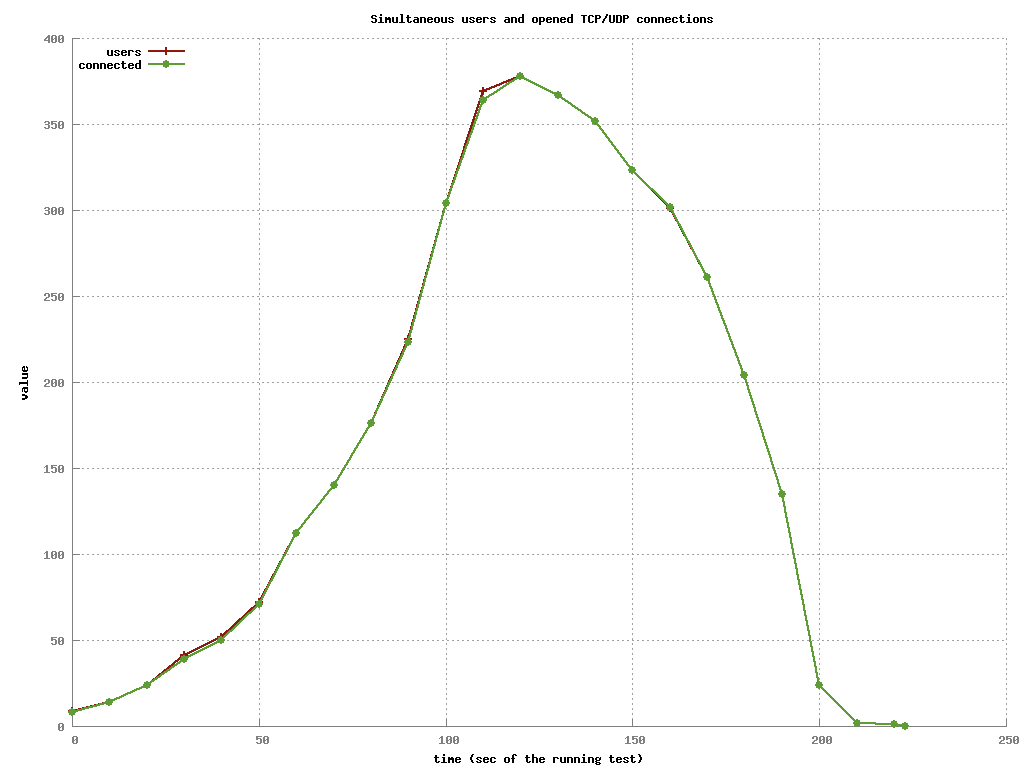 Simultaneous users and opened TCP/UDP connections
400
users
connected
350
300
250
value
200
150
100
50
0
0 50 100 150 200 250
time (sec of the running test)